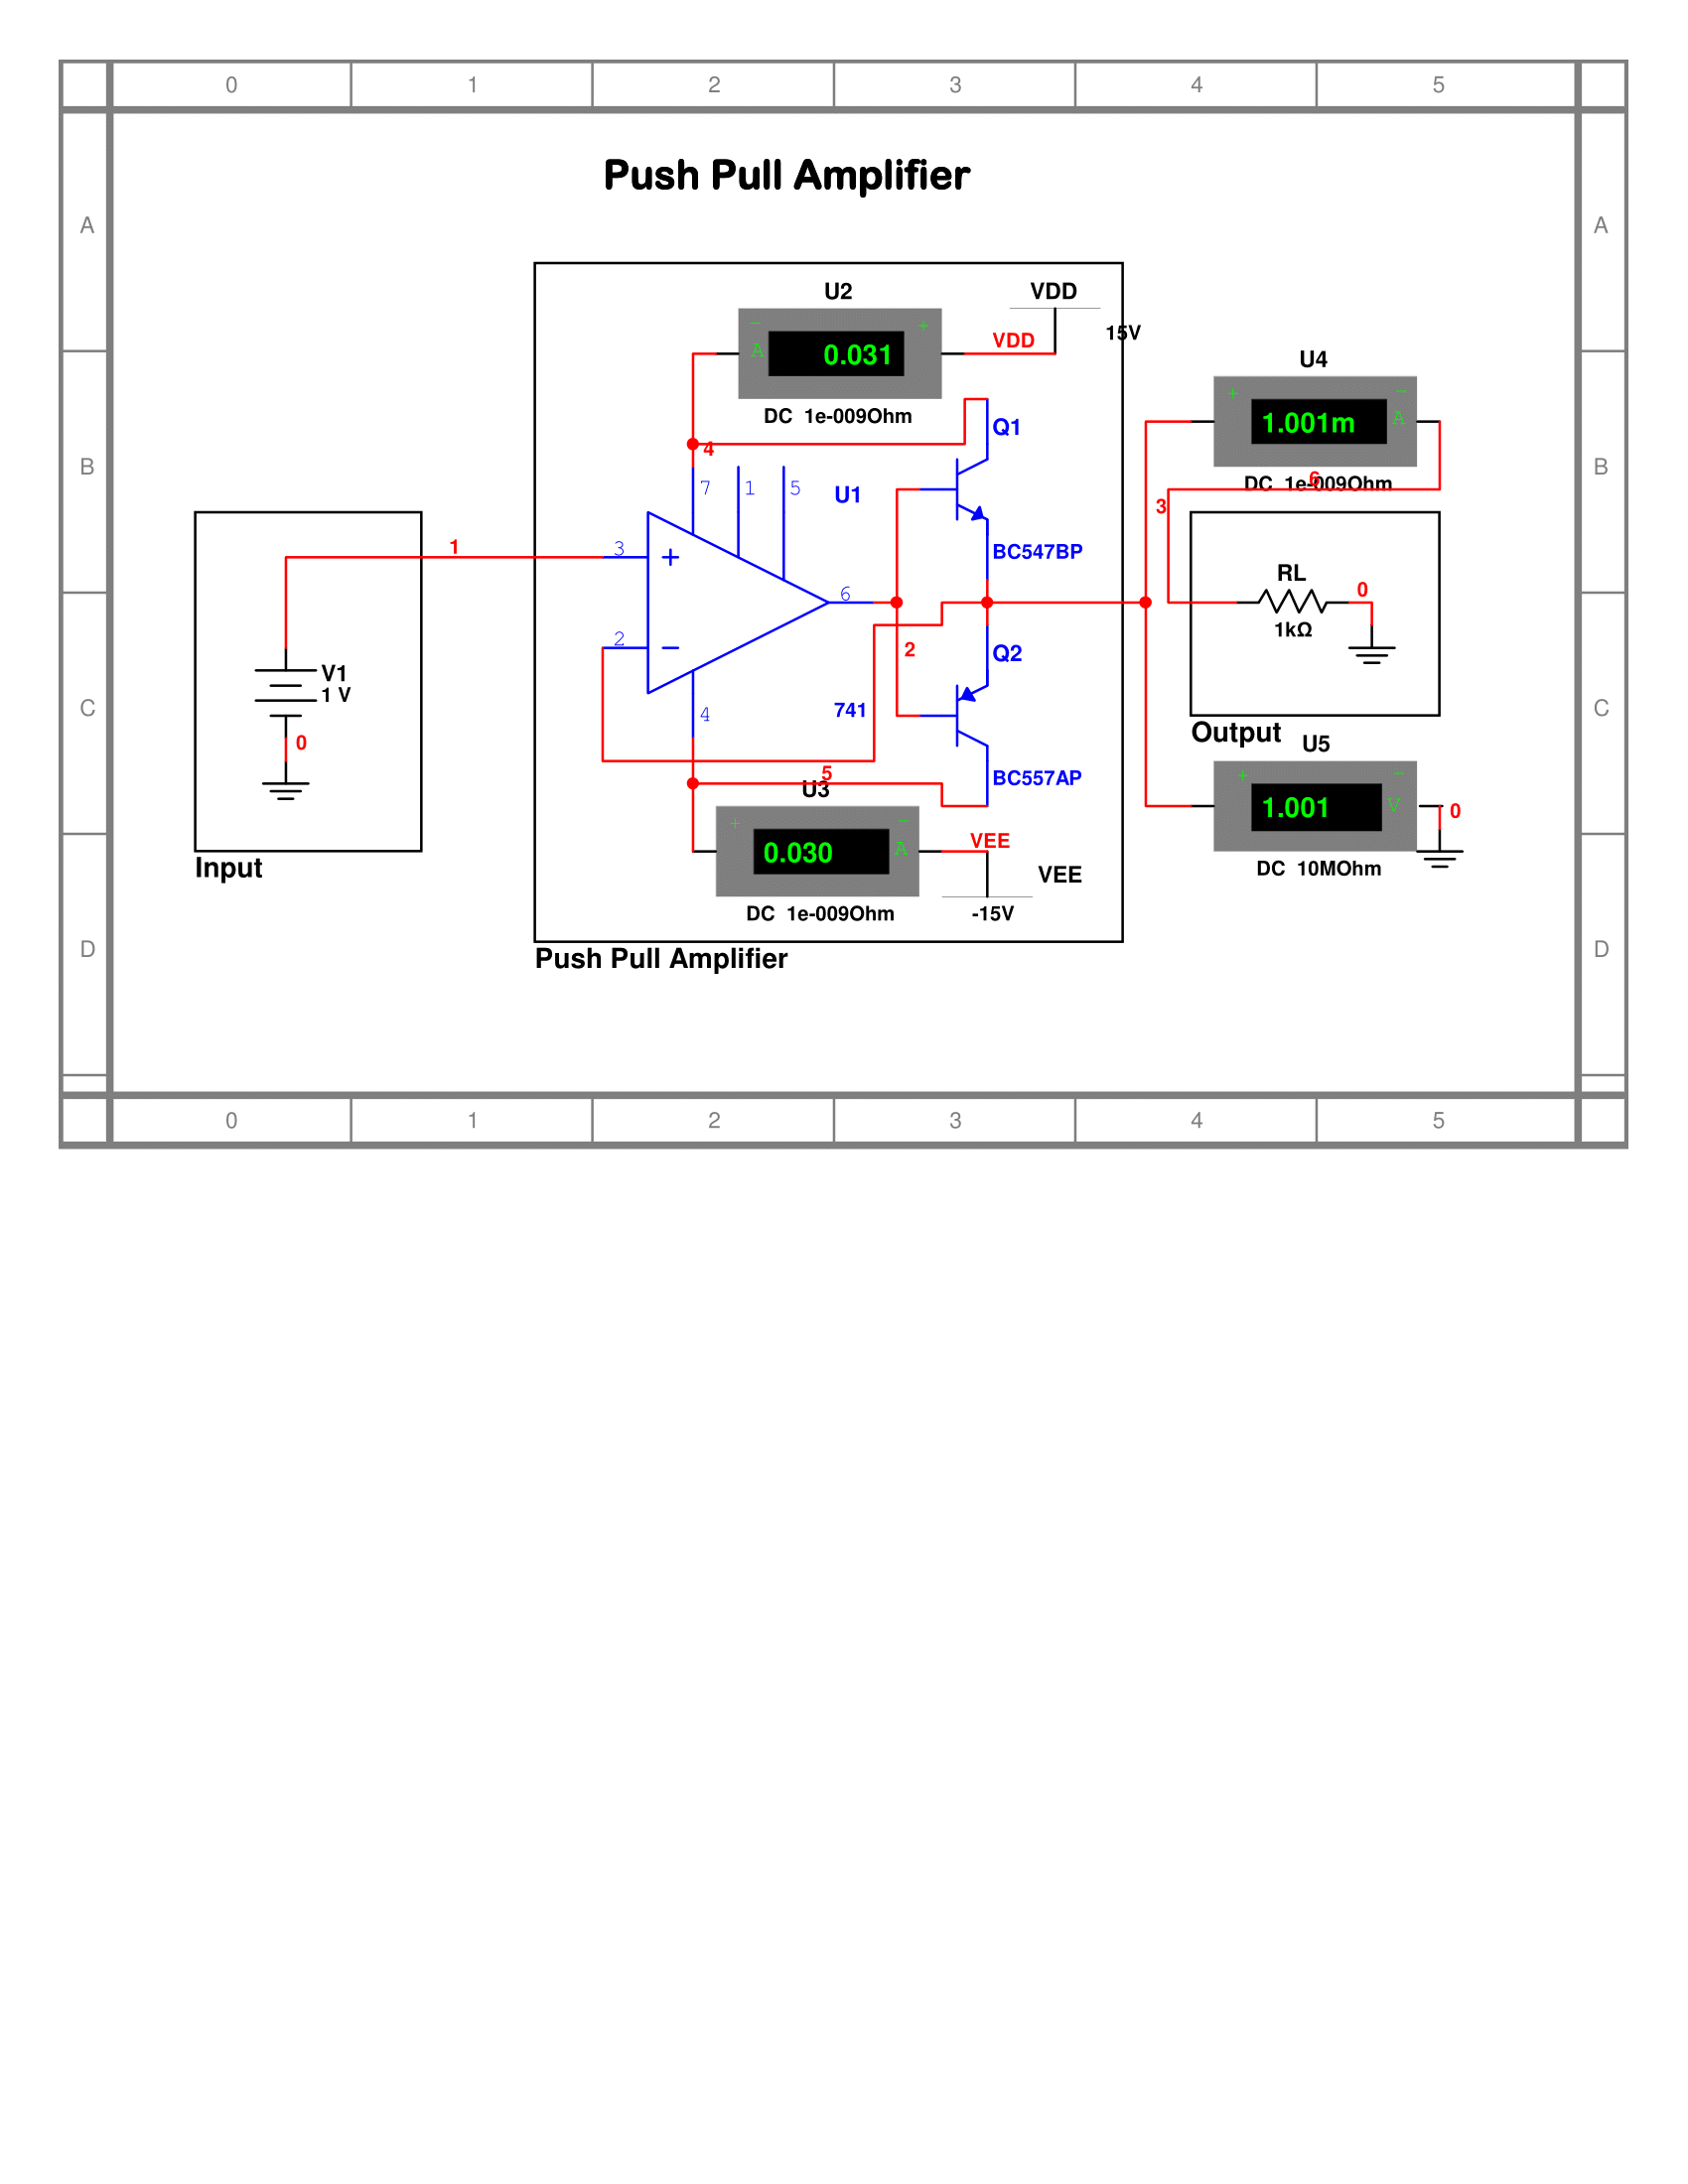 0 1 2 3 4 5
Push Pull Amplifier
A A
U2
VDD
- +
A 0.031
VDD
15V
DC 1e-009Ohm
U4
+ -
1.001m A
DC 1e-009Ohm
6
Q1
4
B B
7 1 5
U1
3
1
3 +
BC547BP
RL
0
1kΩ
6
2 -
2
Q2
V1
1 V
4
741
C C
0
Output
U5
5
BC557AP
U3
+ -
1.001 V
0
DC 10MOhm
+ -
0.030 A
VEE
VEE
Input
DC 1e-009Ohm
-15V
D D
Push Pull Amplifier
0 1 2 3 4 5